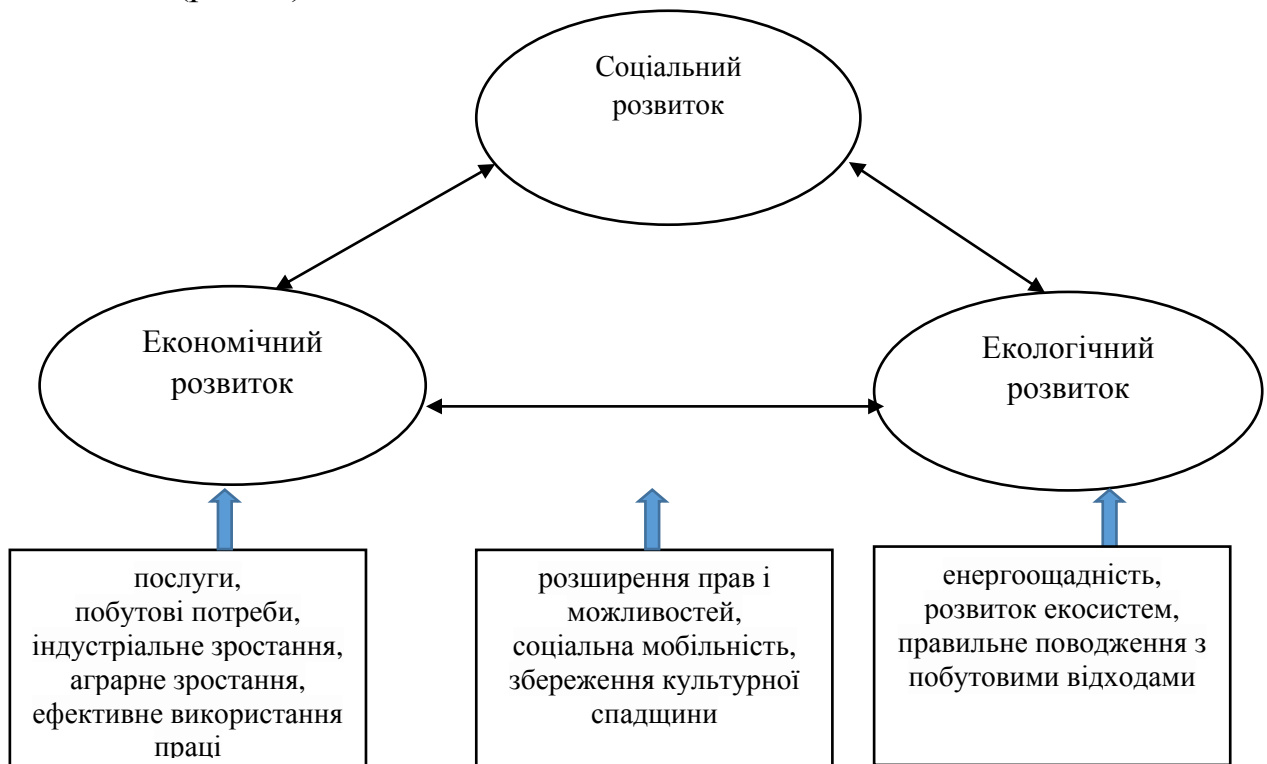 Соціальний
розвиток
Економічний
розвиток
Екологічний
розвиток
послуги,
побутові потреби,
індустріальне зростання,
аграрне зростання,
ефективне використання
праці
розширення прав і
можливостей,
соціальна мобільність,
збереження культурної
спадщини
енергоощадність,
розвиток екосистем,
правильне поводження з
побутовими відходами